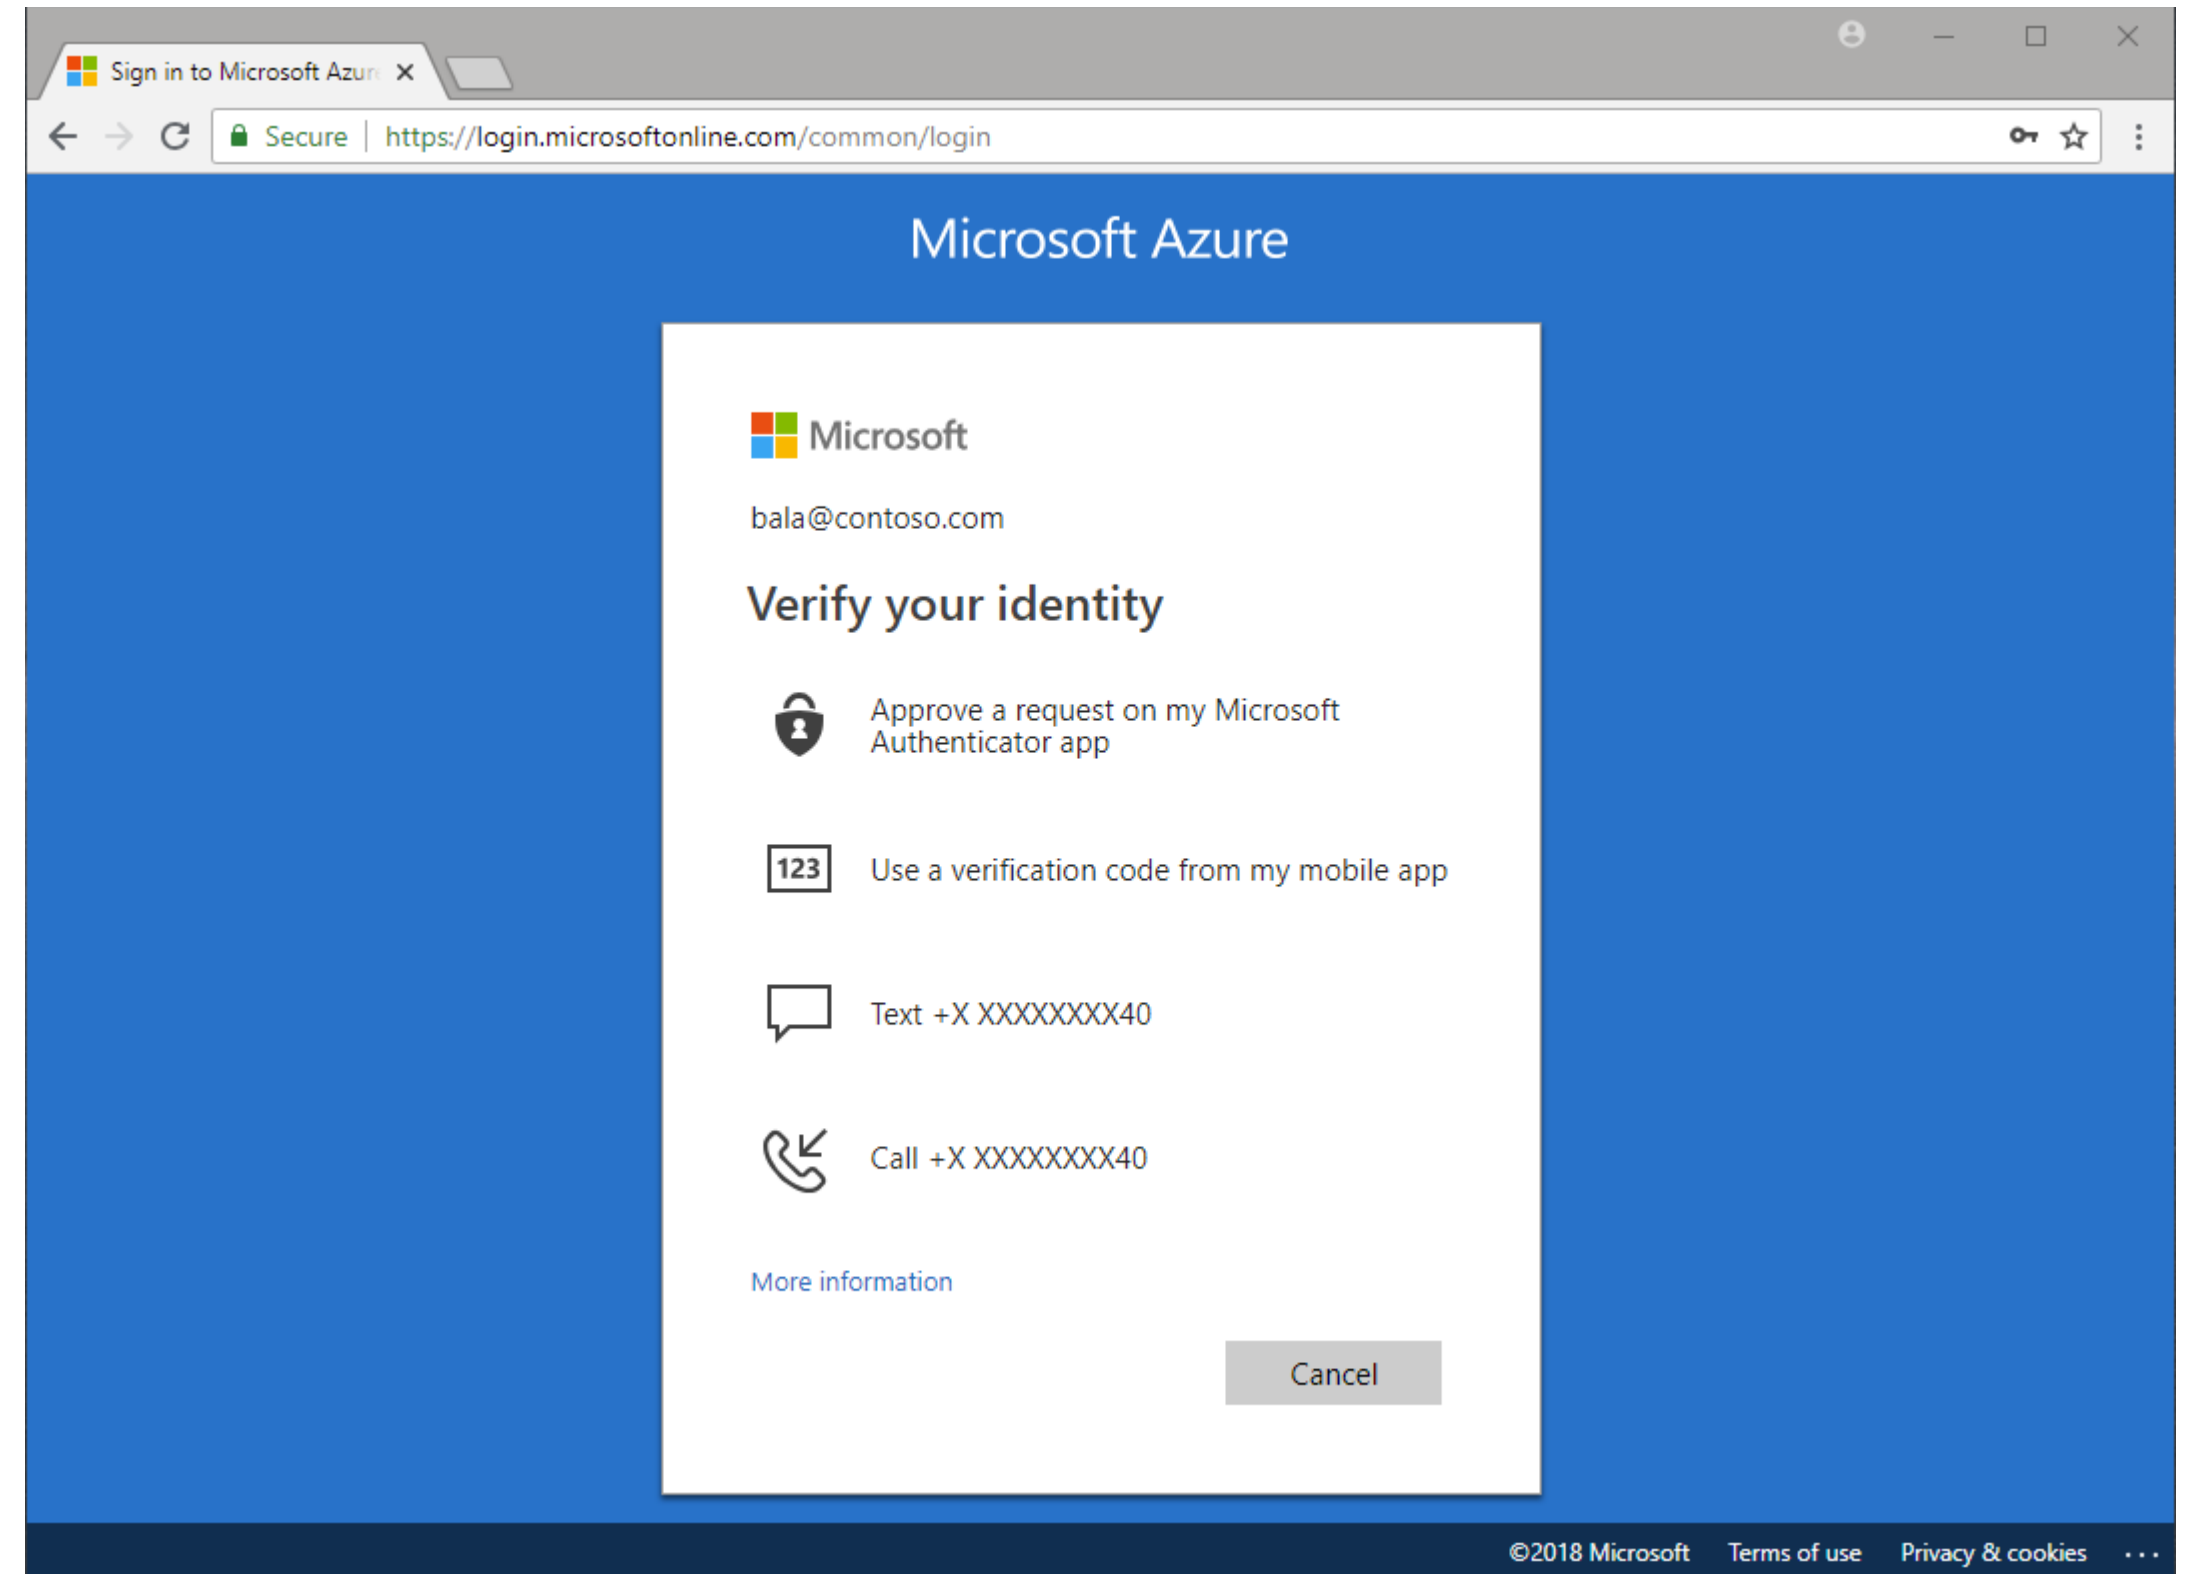 Sign in to Microsoft Azur
Secure | https://login.microsoftonline.com/common/login
Microsoft Azure
Microsoft
bala@contoso.com
Verify your identity
Approve a request on my Microsoft
Authenticator app
123 Use a verification code from my mobile app
Text +X XXXXXXXX40
Call +X XXXXXXXX40
More information
Cancel
©2018 Microsoft Terms of use Privacy & cookies ...